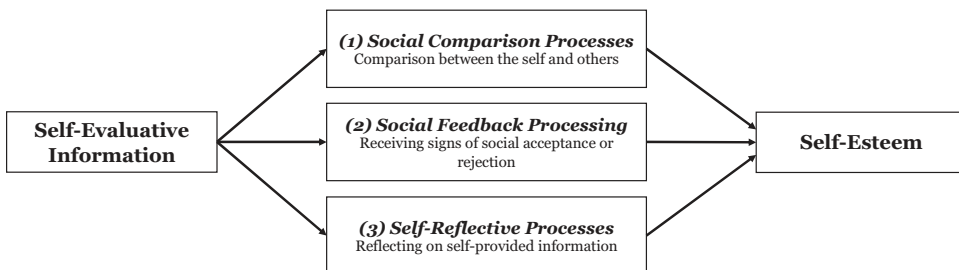 Self-Evaluative
Information
(1) Social Comparison Processes
Comparison between the self and others
(2) Social Feedback Processing
Receiving signs of social acceptance or
rejection
(3) Self-Reflective Processes
Reflecting on self-provided information
Self-Esteem